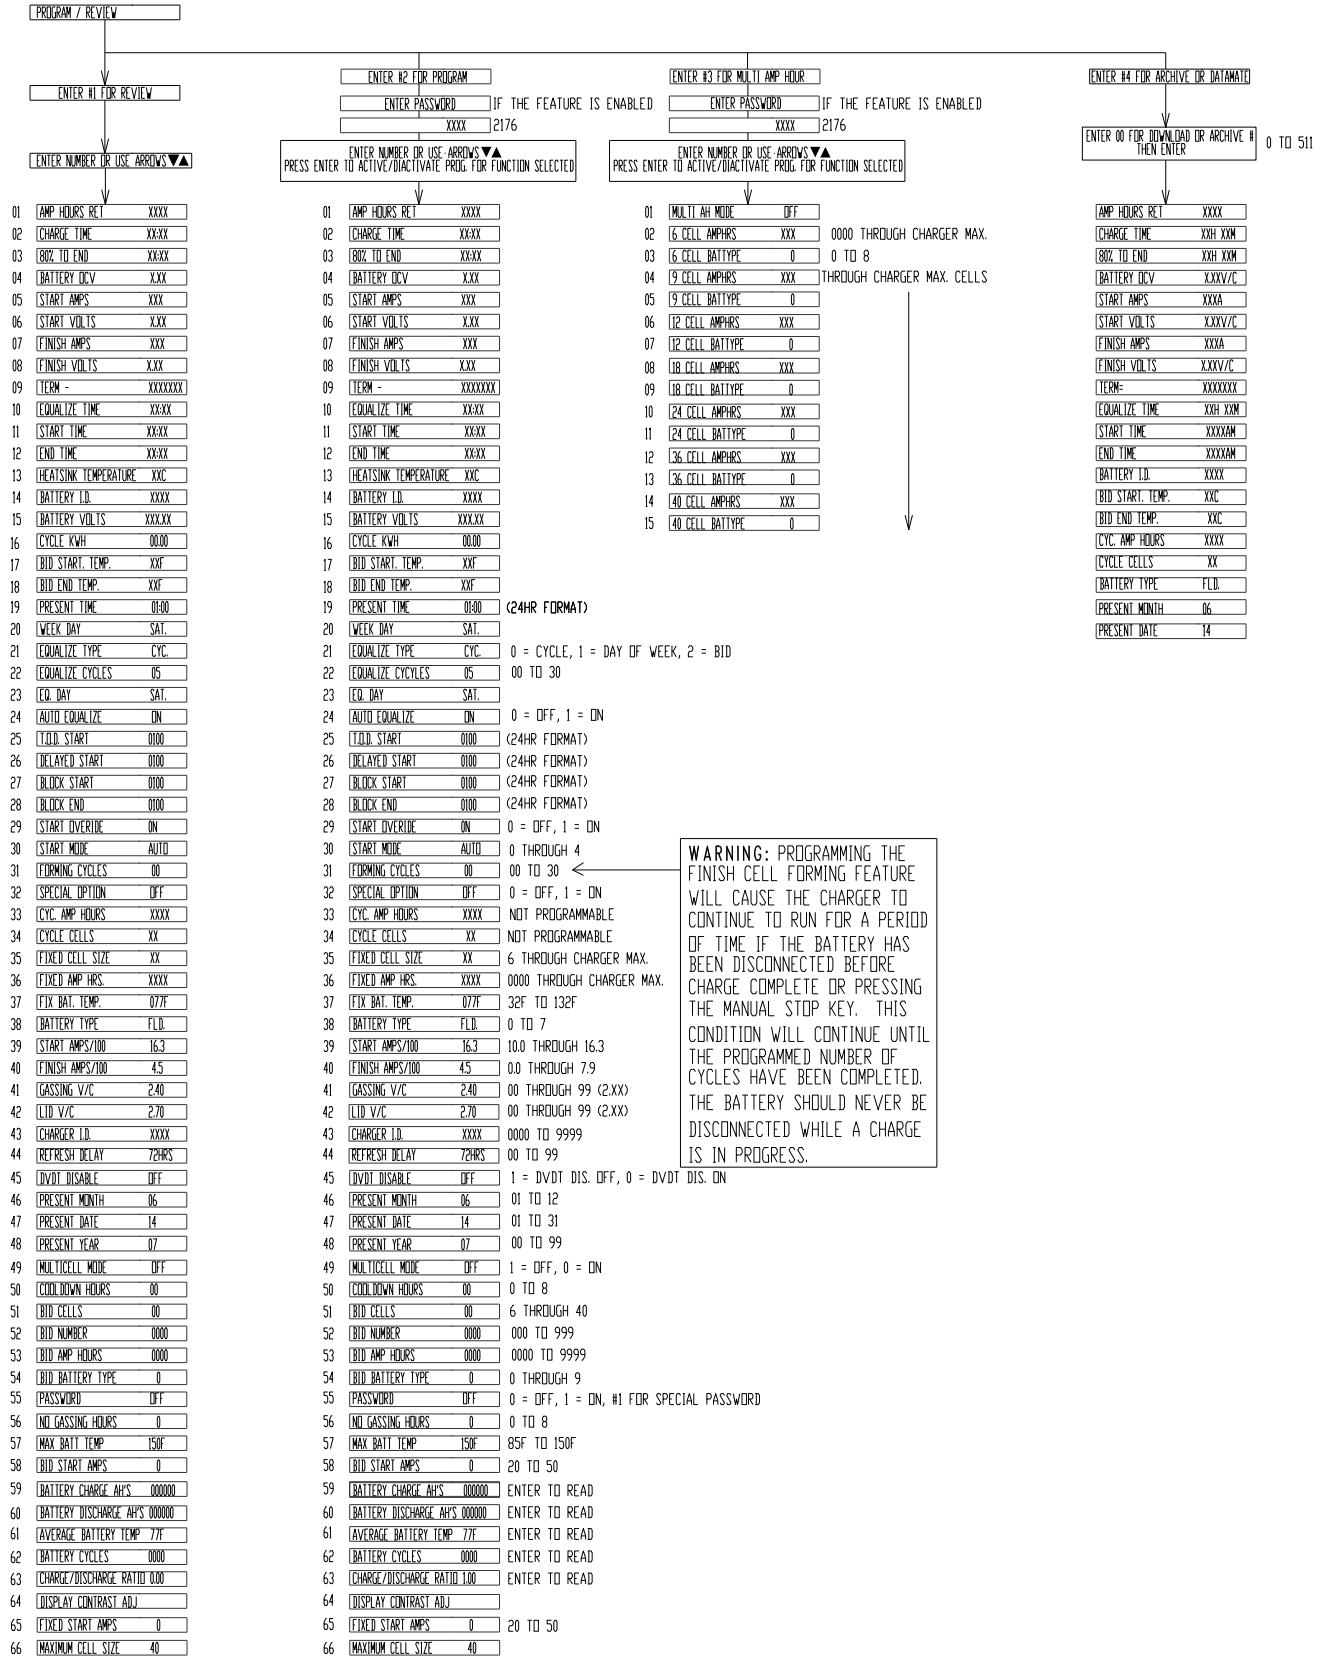 PROGRAM / REVIEW
ENTER #1 FOR REVIEW
ENTER NUMBER OR USE ARROWS▼▲
01 AMP HOURS RET XXXX
02 CHARGE TIME XX:XX
03 80% TO END XX:XX
04 BATTERY OCV X.XX
05 START AMPS XXX
06 START VOLTS X.XX
07 FINISH AMPS XXX
08 FINISH VOLTS X.XX
09 TERM - XXXXXXX
10 EQUALIZE TIME XX:XX
11 START TIME XX:XX
12 END TIME XX:XX
13 HEATSINK TEMPERATURE XXC
14 BATTERY I.D. XXXX
15 BATTERY VOLTS XXX.XX
16 CYCLE KWH 00.00
17 BID START. TEMP. XXF
18 BID END TEMP. XXF
19 PRESENT TIME 01:00
20 WEEK DAY SAT.
21 EQUALIZE TYPE CYC.
22 EQUALIZE CYCLES 05
23 EQ. DAY SAT.
24 AUTO EQUALIZE ON
25 T.O.D. START 0100
26 DELAYED START 0100
27 BLOCK START 0100
28 BLOCK END 0100
29 START OVERIDE ON
30 START MODE AUTO
31 FORMING CYCLES 00
32 SPECIAL OPTION OFF
33 CYC. AMP HOURS XXXX
34 CYCLE CELLS XX
35 FIXED CELL SIZE XX
36 FIXED AMP HRS. XXXX
37 FIX BAT. TEMP. 077F
38 BATTERY TYPE FLD.
39 START AMPS/100 16.3
40 FINISH AMPS/100 4.5
41 GASSING V/C 2.40
42 LID V/C 2.70
43 CHARGER I.D. XXXX
44 REFRESH DELAY 72HRS
45 DVDT DISABLE OFF
46 PRESENT MONTH 06
47 PRESENT DATE 14
48 PRESENT YEAR 07
49 MULTICELL MODE OFF
50 COOLDOWN HOURS 00
51 BID CELLS 00
52 BID NUMBER 0000
53 BID AMP HOURS 0000
54 BID BATTERY TYPE 0
55 PASSWORD OFF
56 NO GASSING HOURS 0
57 MAX BATT TEMP 150F
58 BID START AMPS 0
59 BATTERY CHARGE AH'S 000000
60 BATTERY DISCHARGE AH'S 000000
61 AVERAGE BATTERY TEMP 77F
62 BATTERY CYCLES 0000
63 CHARGE/DISCHARGE RATIO 0.00
64 DISPLAY CONTRAST ADJ
65 FIXED START AMPS 0
66 MAXIMUM CELL SIZE 40
ENTER #2 FOR PROGRAM
ENTER PASSWORD IF THE FEATURE IS ENABLED
XXXX 2176
ENTER NUMBER OR USE ARROWS▼▲
PRESS ENTER TO ACTIVE/DIACTIVATE PROG. FOR FUNCTION SELECTED
01 AMP HOURS RET XXXX
02 CHARGE TIME XX:XX
03 80% TO END XX:XX
04 BATTERY OCV X.XX
05 START AMPS XXX
06 START VOLTS X.XX
07 FINISH AMPS XXX
08 FINISH VOLTS X.XX
09 TERM - XXXXXXX
10 EQUALIZE TIME XX:XX
11 START TIME XX:XX
12 END TIME XX:XX
13 HEATSINK TEMPERATURE XXC
14 BATTERY I.D. XXXX
15 BATTERY VOLTS XXX.XX
16 CYCLE KWH 00.00
17 BID START. TEMP. XXF
18 BID END TEMP. XXF
19 PRESENT TIME 01:00 (24HR FORMAT)
20 WEEK DAY SAT.
21 EQUALIZE TYPE CYC. 0 = CYCLE, 1 = DAY OF WEEK, 2 = BID
22 EQUALIZE CYCYLES 05 00 TO 30
23 EQ. DAY SAT.
24 AUTO EQUALIZE ON 0 = OFF, 1 = ON
25 T.O.D. START 0100 (24HR FORMAT)
26 DELAYED START 0100 (24HR FORMAT)
27 BLOCK START 0100 (24HR FORMAT)
28 BLOCK END 0100 (24HR FORMAT)
29 START OVERIDE ON 0 = OFF, 1 = ON
30 START MODE AUTO 0 THROUGH 4
31 FORMING CYCLES 00 00 TO 30
32 SPECIAL OPTION OFF 0 = OFF, 1 = ON
33 CYC. AMP HOURS XXXX NOT PROGRAMMABLE
34 CYCLE CELLS XX NOT PROGRAMMABLE
35 FIXED CELL SIZE XX 6 THROUGH CHARGER MAX.
36 FIXED AMP HRS. XXXX 0000 THROUGH CHARGER MAX.
37 FIX BAT. TEMP. 077F 32F TO 132F
38 BATTERY TYPE FLD. 0 TO 7
39 START AMPS/100 16.3 10.0 THROUGH 16.3
40 FINISH AMPS/100 4.5 0.0 THROUGH 7.9
41 GASSING V/C 2.40 00 THROUGH 99 (2.XX)
42 LID V/C 2.70 00 THROUGH 99 (2.XX)
43 CHARGER I.D. XXXX 0000 TO 9999
44 REFRESH DELAY 72HRS 00 TO 99
45 DVDT DISABLE OFF 1 = DVDT DIS. OFF, 0 = DVDT DIS. ON
46 PRESENT MONTH 06 01 TO 12
47 PRESENT DATE 14 01 TO 31
48 PRESENT YEAR 07 00 TO 99
49 MULTICELL MODE OFF 1 = OFF, 0 = ON
50 COOLDOWN HOURS 00 0 TO 8
51 BID CELLS 00 6 THROUGH 40
52 BID NUMBER 0000 000 TO 999
53 BID AMP HOURS 0000 0000 TO 9999
54 BID BATTERY TYPE 0 0 THROUGH 9
55 PASSWORD OFF 0 = OFF, 1 = ON, #1 FOR SPECIAL PASSWORD
56 NO GASSING HOURS 0 0 TO 8
57 MAX BATT TEMP 150F 85F TO 150F
58 BID START AMPS 0 20 TO 50
59 BATTERY CHARGE AH'S 000000 ENTER TO READ
60 BATTERY DISCHARGE AH'S 000000 ENTER TO READ
61 AVERAGE BATTERY TEMP 77F ENTER TO READ
62 BATTERY CYCLES 0000 ENTER TO READ
63 CHARGE/DISCHARGE RATIO 1.00 ENTER TO READ
64 DISPLAY CONTRAST ADJ
65 FIXED START AMPS 0 20 TO 50
66 MAXIMUM CELL SIZE 40
ENTER #3 FOR MULTI AMP HOUR
ENTER PASSWORD IF THE FEATURE IS ENABLED
XXXX 2176
ENTER NUMBER OR USE ARROWS▼▲
PRESS ENTER TO ACTIVE/DIACTIVATE PROG. FOR FUNCTION SELECTED
01 MULTI AH MODE OFF
02 6 CELL AMPHRS XXX 0000 THROUGH CHARGER MAX.
03 6 CELL BATTYPE 0 0 TO 8
04 9 CELL AMPHRS XXX THROUGH CHARGER MAX. CELLS
05 9 CELL BATTYPE 0
06 12 CELL AMPHRS XXX
07 12 CELL BATTYPE 0
08 18 CELL AMPHRS XXX
09 18 CELL BATTYPE 0
10 24 CELL AMPHRS XXX
11 24 CELL BATTYPE 0
12 36 CELL AMPHRS XXX
13 36 CELL BATTYPE 0
14 40 CELL AMPHRS XXX
15 40 CELL BATTYPE 0
WARNING: PROGRAMMING THE
FINISH CELL FORMING FEATURE
WILL CAUSE THE CHARGER TO
CONTINUE TO RUN FOR A PERIOD
OF TIME IF THE BATTERY HAS
BEEN DISCONNECTED BEFORE
CHARGE COMPLETE OR PRESSING
THE MANUAL STOP KEY. THIS
CONDITION WILL CONTINUE UNTIL
THE PROGRAMMED NUMBER OF
CYCLES HAVE BEEN COMPLETED.
THE BATTERY SHOULD NEVER BE
DISCONNECTED WHILE A CHARGE
IS IN PROGRESS.
ENTER #4 FOR ARCHIVE OR DATAMATE
ENTER 00 FOR DOWNLOAD OR ARCHIVE # 0 TO 511
THEN ENTER
AMP HOURS RET XXXX
CHARGE TIME XXH XXM
80% TO END XXH XXM
BATTERY OCV X.XXV/C
START AMPS XXXA
START VOLTS X.XXV/C
FINISH AMPS XXXA
FINISH VOLTS X.XXV/C
TERM= XXXXXXX
EQUALIZE TIME XXH XXM
START TIME XXXXAM
END TIME XXXXAM
BATTERY I.D. XXXX
BID START. TEMP. XXC
BID END TEMP. XXC
CYC. AMP HOURS XXXX
CYCLE CELLS XX
BATTERY TYPE FLD.
PRESENT MONTH 06
PRESENT DATE 14